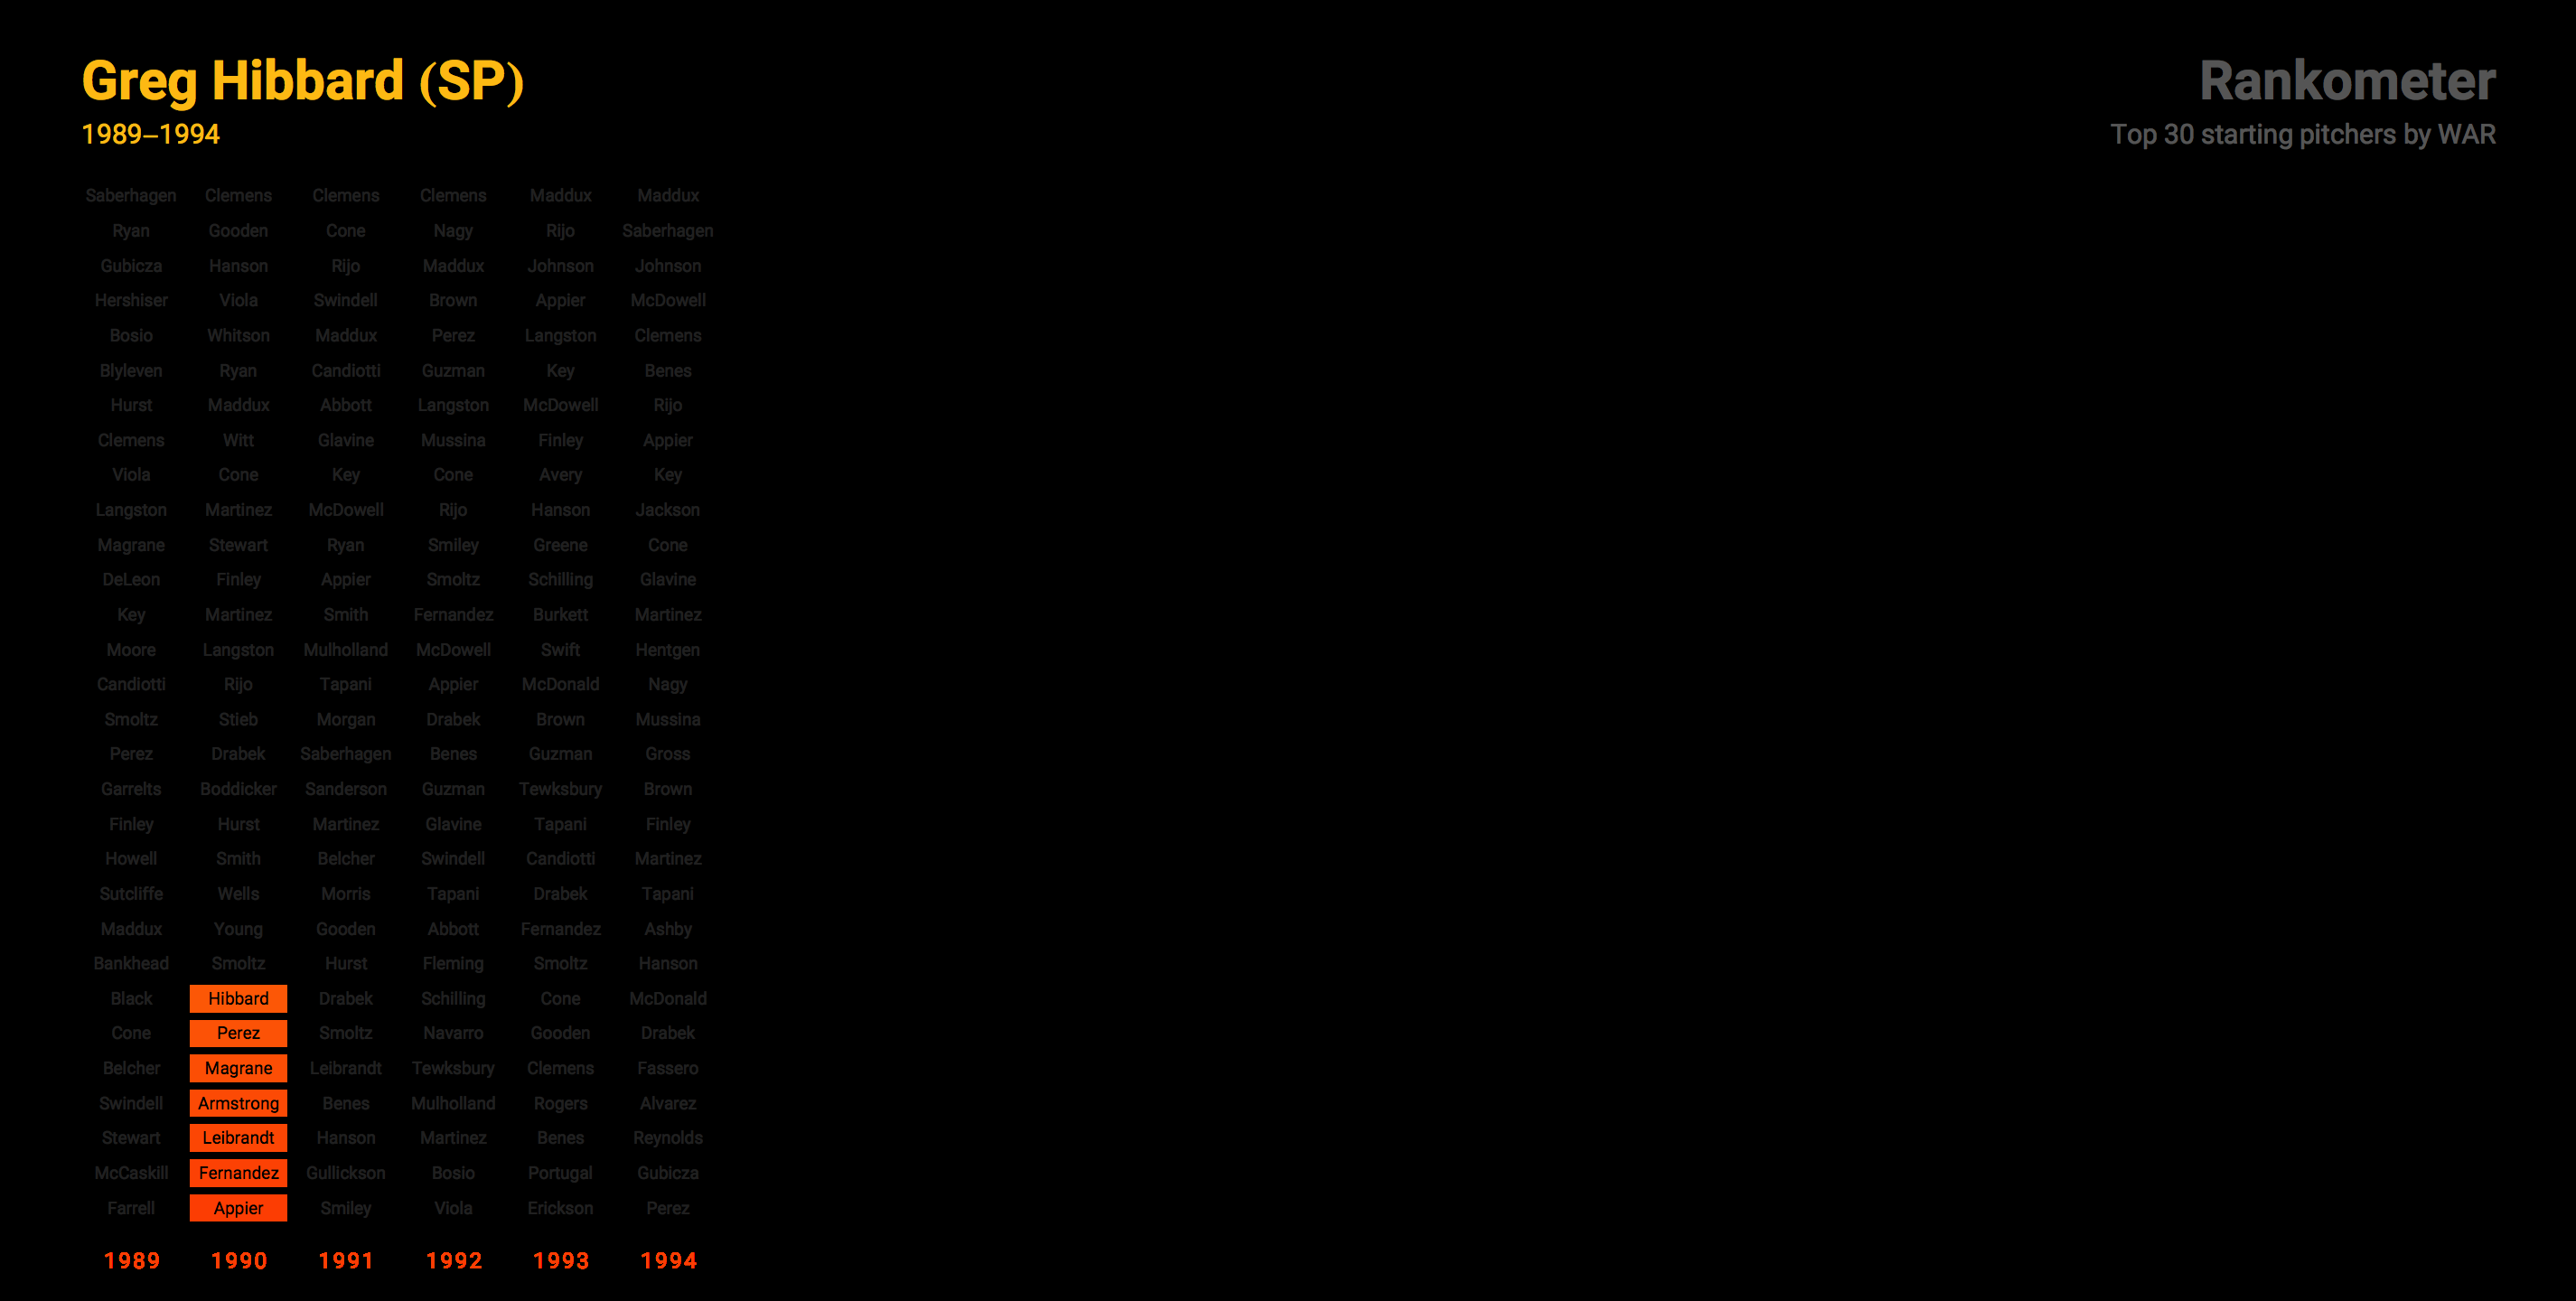 Greg Hibbard (SP)
1989–1994
Rankometer
Top 30 starting pitchers by WAR
Saberhagen Clemens Clemens Clemens Maddux Maddux
Ryan Gooden Cone Nagy Rijo Saberhagen
Gubicza Hanson Rijo Maddux Johnson Johnson
Hershiser Viola Swindell Brown Appier McDowell
Bosio Whitson Maddux Perez Langston Clemens
Blyleven Ryan Candiotti Guzman Key Benes
Hurst Maddux Abbott Langston McDowell Rijo
Clemens Witt Glavine Mussina Finley Appier
Viola Cone Key Cone Avery Key
Langston Martinez McDowell Rijo Hanson Jackson
Magrane Stewart Ryan Smiley Greene Cone
DeLeon Finley Appier Smoltz Schilling Glavine
Key Martinez Smith Fernandez Burkett Martinez
Moore Langston Mulholland McDowell Swift Hentgen
Candiotti Rijo Tapani Appier McDonald Nagy
Smoltz Stieb Morgan Drabek Brown Mussina
Perez Drabek Saberhagen Benes Guzman Gross
Garrelts Boddicker Sanderson Guzman Tewksbury Brown
Finley Hurst Martinez Glavine Tapani Finley
Howell Smith Belcher Swindell Candiotti Martinez
Sutcliffe Wells Morris Tapani Drabek Tapani
Maddux Young Gooden Abbott Fernandez Ashby
Bankhead Smoltz Hurst Fleming Smoltz Hanson
Black Hibbard Drabek Schilling Cone McDonald
Cone Perez Smoltz Navarro Gooden Drabek
Belcher Magrane Leibrandt Tewksbury Clemens Fassero
Swindell Armstrong Benes Mulholland Rogers Alvarez
Stewart Leibrandt Hanson Martinez Benes Reynolds
McCaskill Fernandez Gullickson Bosio Portugal Gubicza
Farrell Appier Smiley Viola Erickson Perez
1989 1990 1991 1992 1993 1994